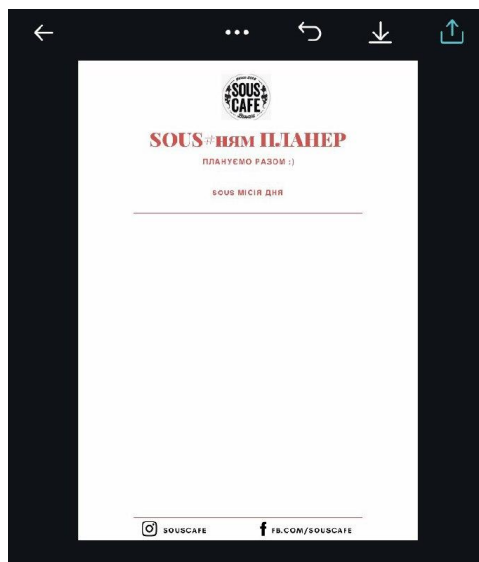 SOUS
CAFE
SOUS#ням ПЛАНЕР
ПЛАНУЄМО РАЗОМ :)
SOUS МІСІЯ ДНЯ
SOUSCAFE
FB.COM/SOUSCAFE